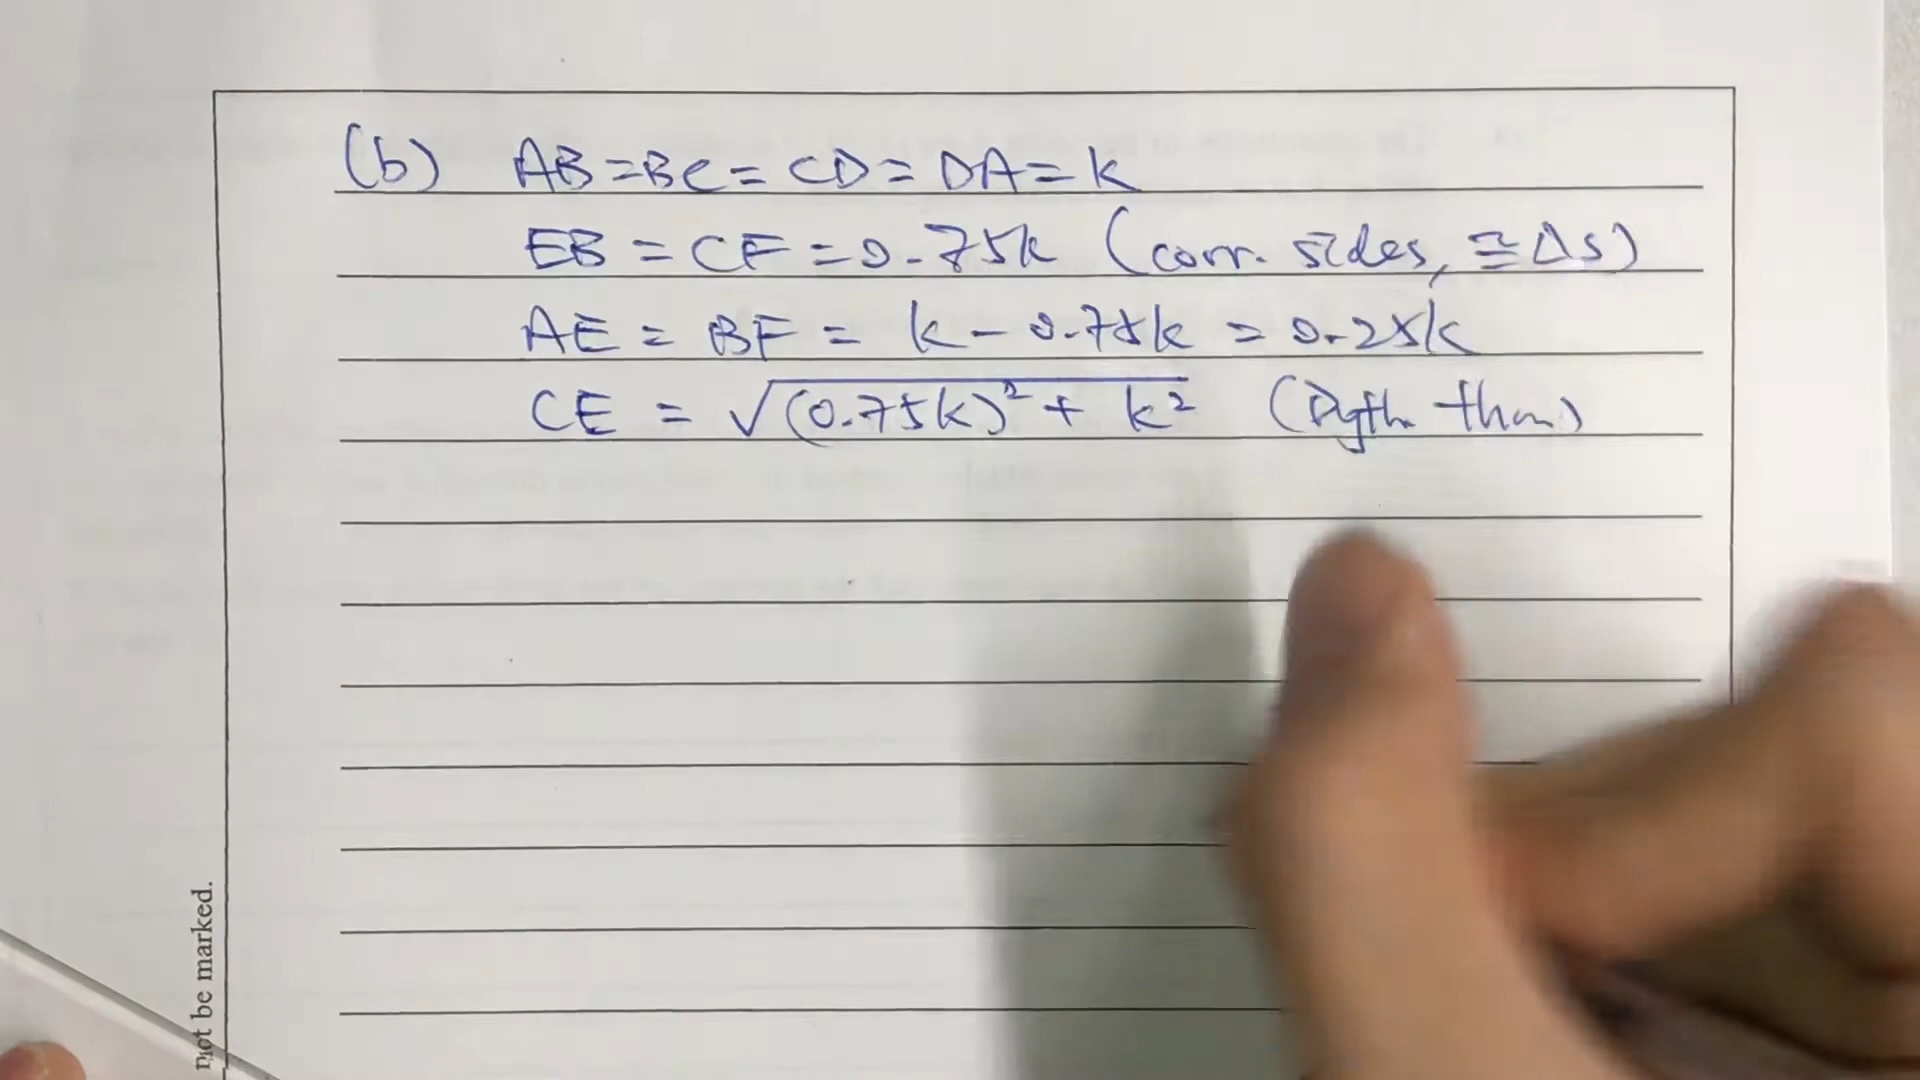 (b) AB = BC = CD = DA = k
EB = CF = 0.75k (corr. sides, ≅ Δs)
AE = BF = k - 0.75k = 0.25k
CE = √((0.75k)² + k²) (Pyth. thm)
not be marked.